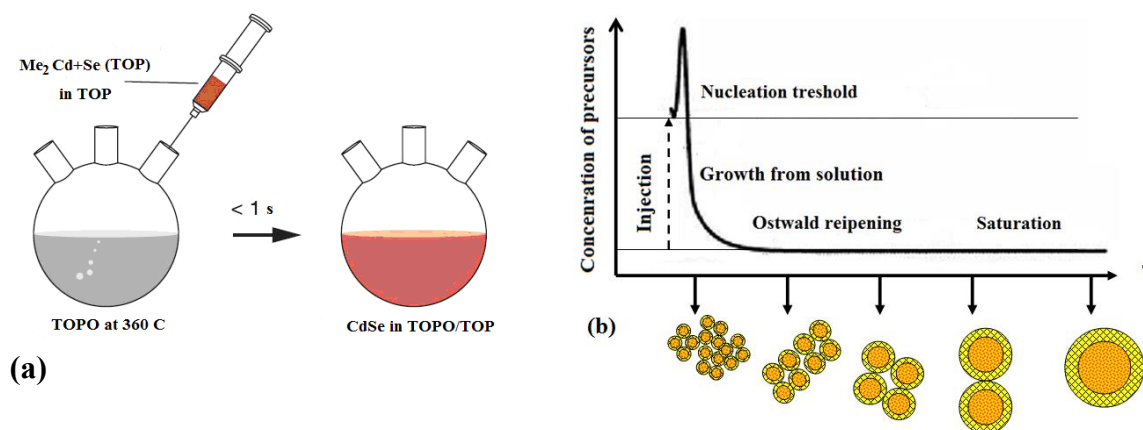 Me2 Cd+Se (TOP)
in TOP
< 1 s
TOPO at 360 C
CdSe in TOPO/TOP
(a)
Concenration of precursors
Injection
Nucleation treshold
Growth from solution
Ostwald reipening
Saturation
(b)